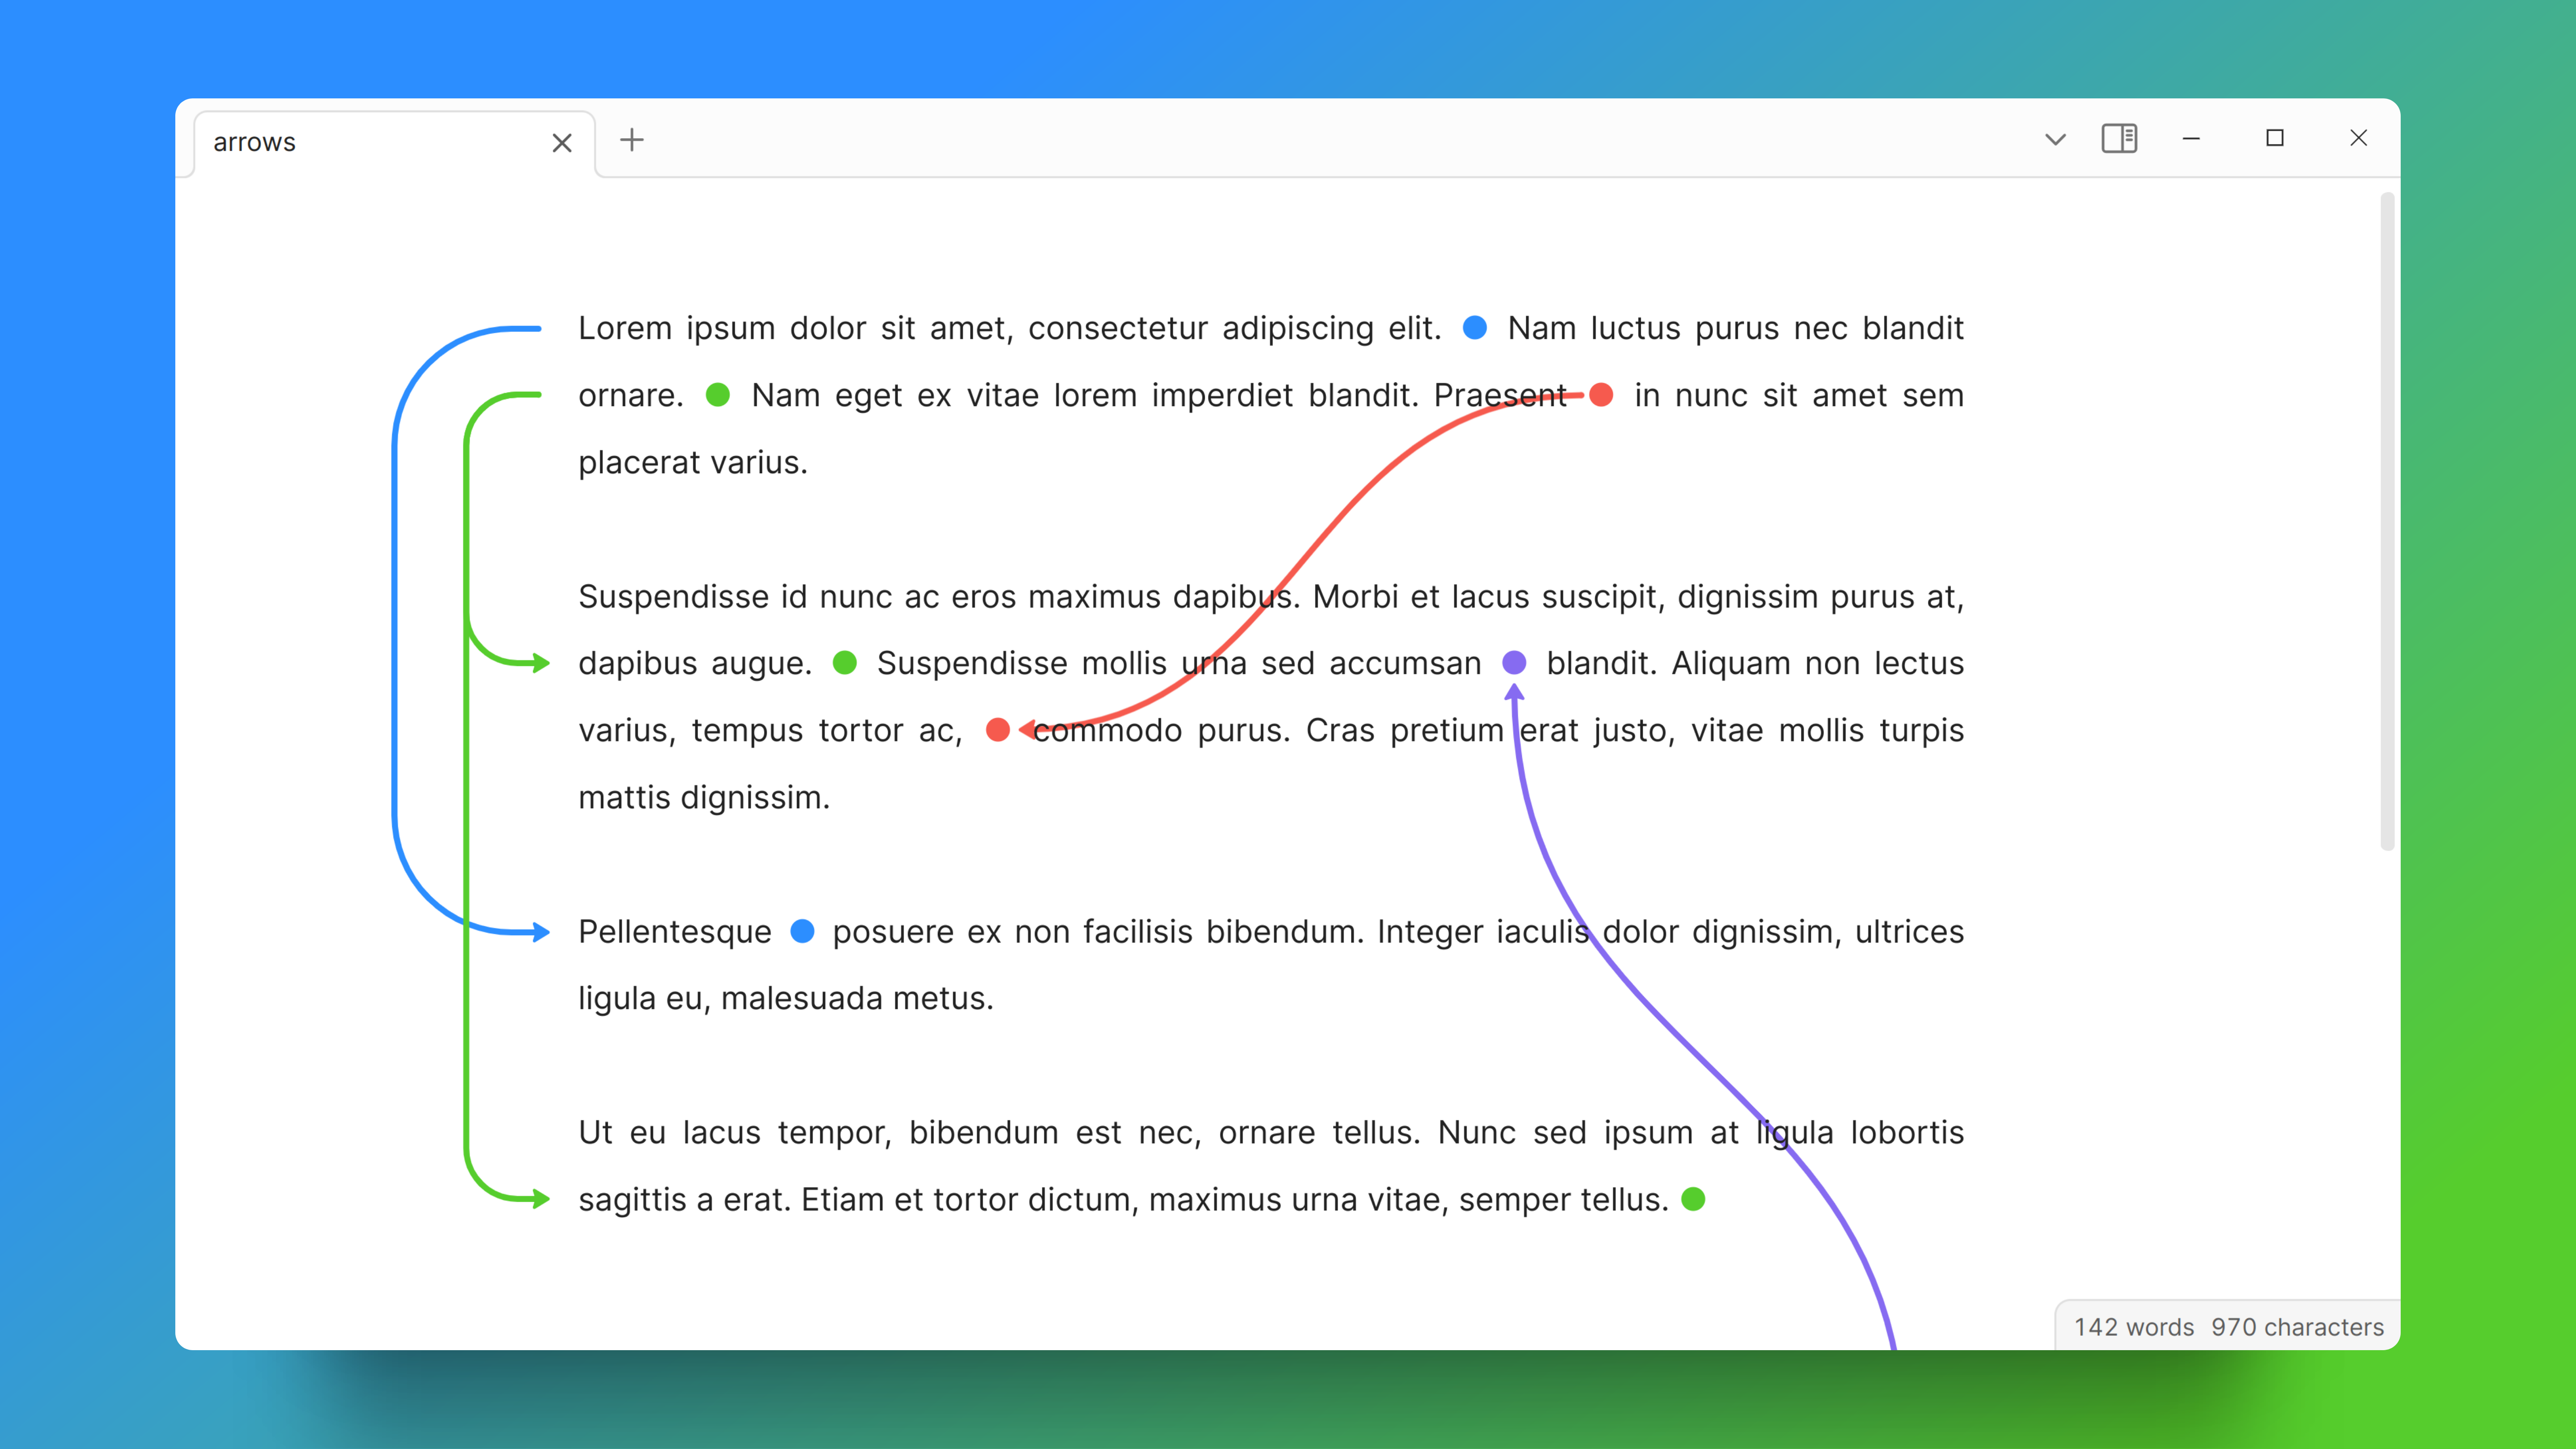 arrows
Lorem ipsum dolor sit amet, consectetur adipiscing elit. Nam luctus purus nec blandit
ornare. Nam eget ex vitae lorem imperdiet blandit. Praesent in nunc sit amet sem
placerat varius.
Suspendisse id nunc ac eros maximus dapibus. Morbi et lacus suscipit, dignissim purus at,
dapibus augue. Suspendisse mollis urna sed accumsan blandit. Aliquam non lectus
varius, tempus tortor ac, commodo purus. Cras pretium erat justo, vitae mollis turpis
mattis dignissim.
Pellentesque posuere ex non facilisis bibendum. Integer iaculis dolor dignissim, ultrices
ligula eu, malesuada metus.
Ut eu lacus tempor, bibendum est nec, ornare tellus. Nunc sed ipsum at ligula lobortis
sagittis a erat. Etiam et tortor dictum, maximus urna vitae, semper tellus.
142 words 970 characters